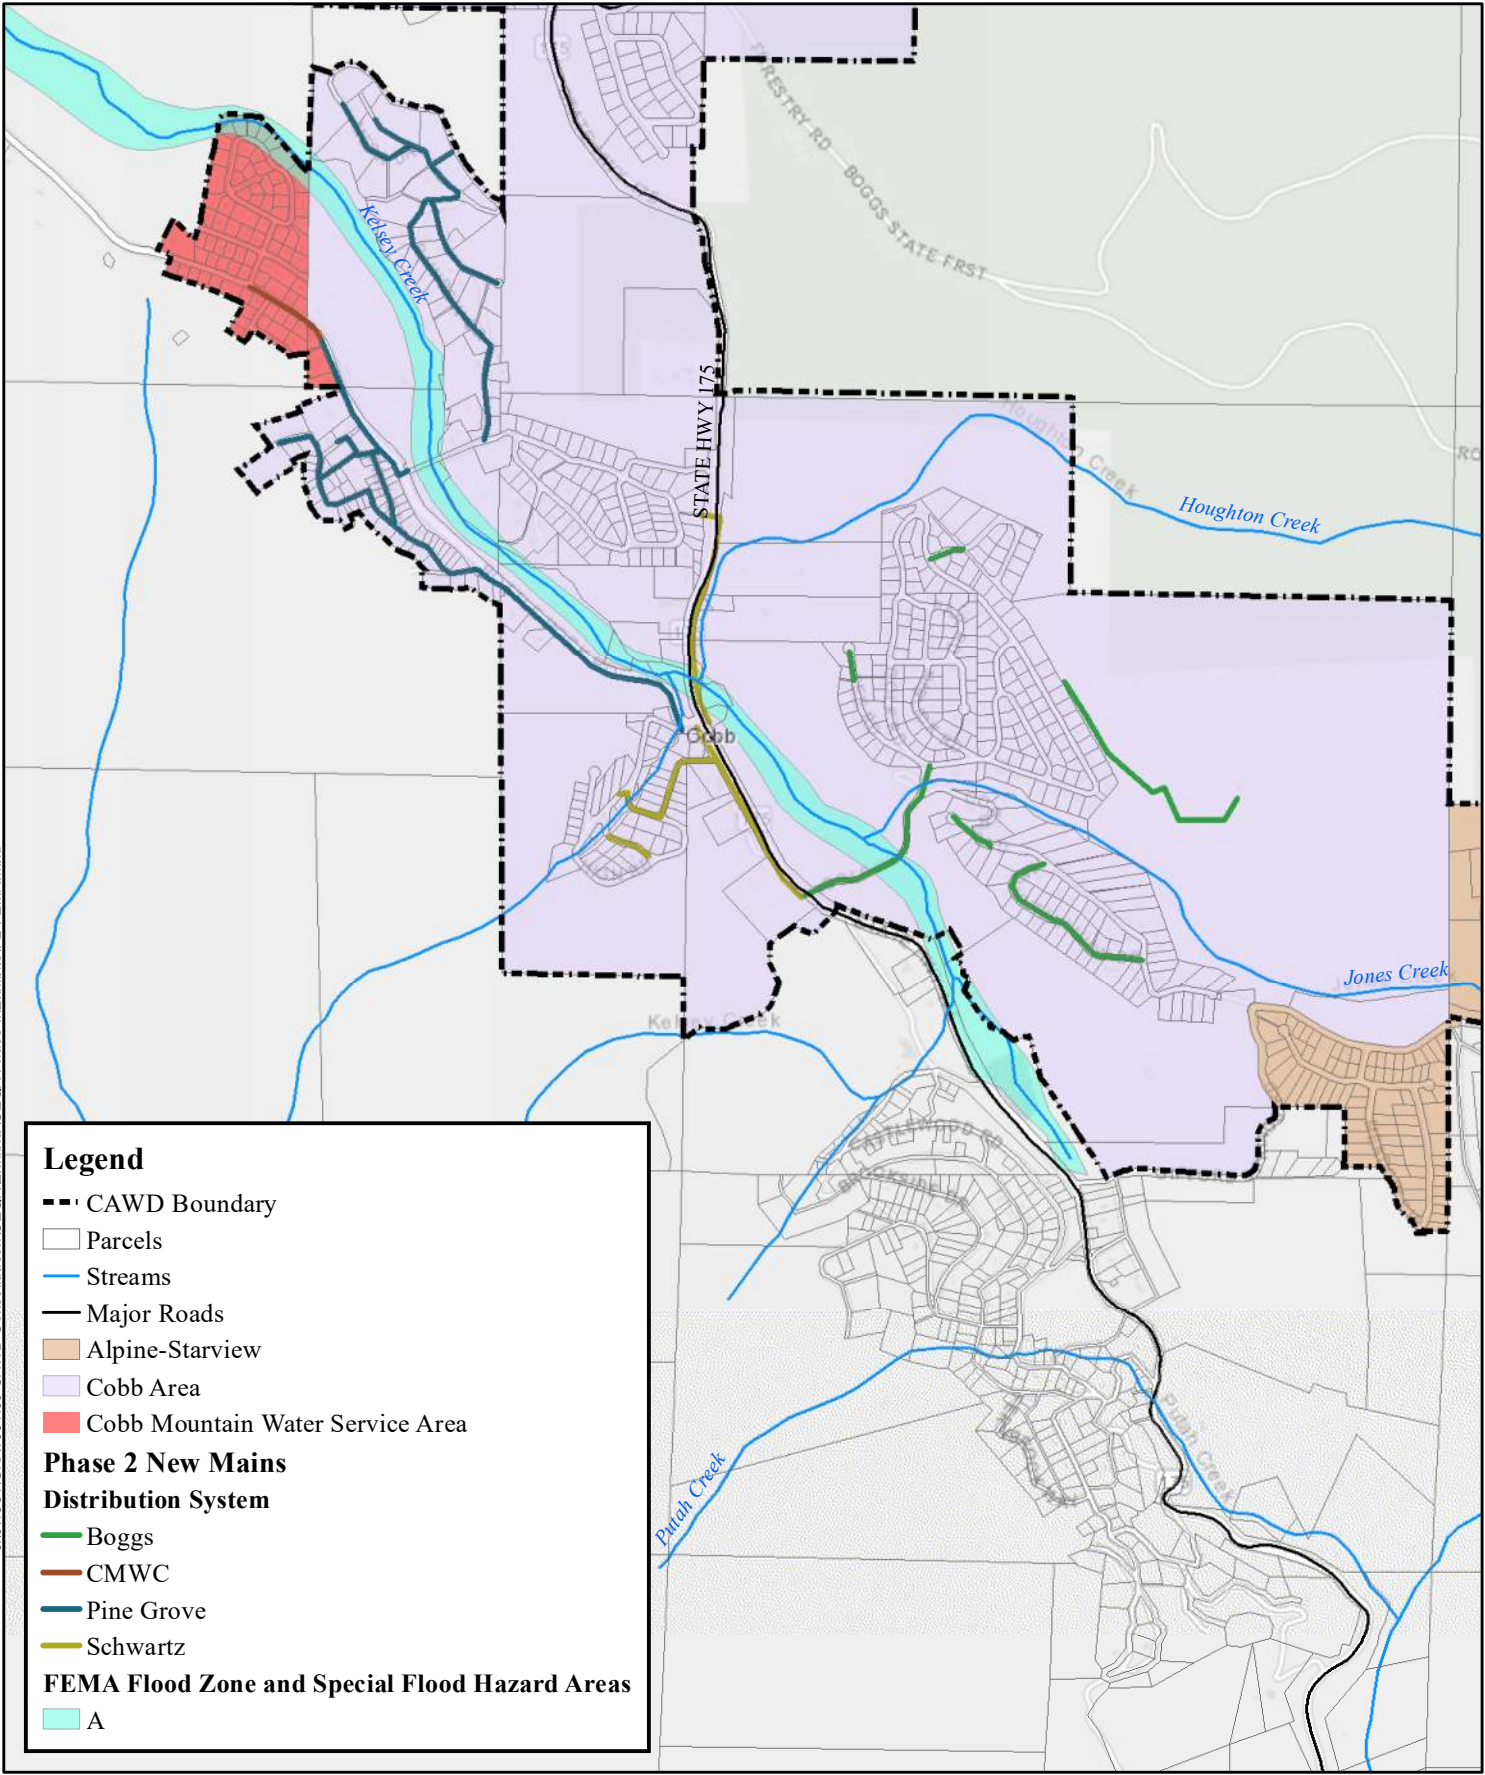 FORESTRY RD
BOGGS STATE FRST
Kelsey Creek
STATE HWY 175
Houghton Creek
Houghton Creek
Cobb
Jones Creek
Kelsey Creek
Putah Creek
Putah Creek
Legend
CAWD Boundary
Parcels
Streams
Major Roads
Alpine-Starview
Cobb Area
Cobb Mountain Water Service Area
Phase 2 New Mains
Distribution System
Boggs
CMWC
Pine Grove
Schwartz
FEMA Flood Zone and Special Flood Hazard Areas
A